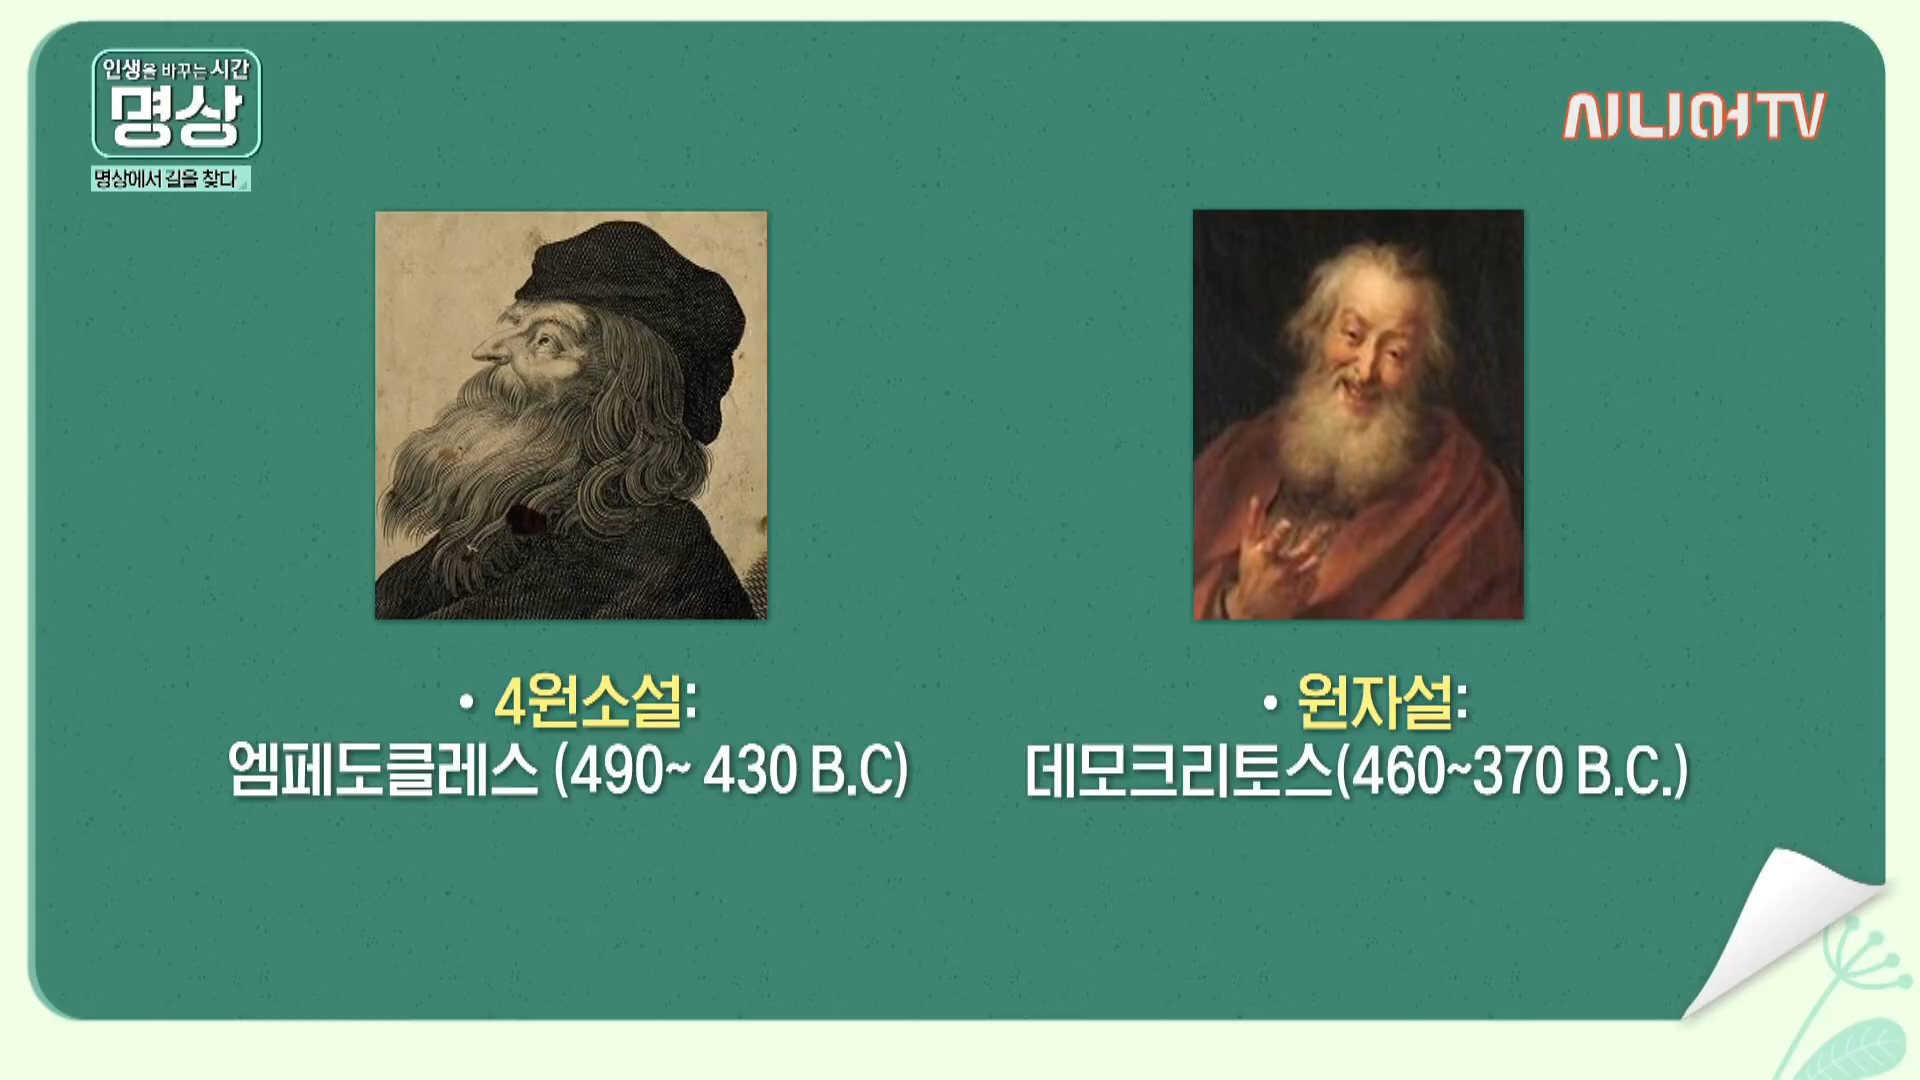 인생을 바꾸는 시간
명상
명상에서 길을 찾다
시니어TV
• 4원소설:
엠페도클레스 (490~ 430 B.C)
• 원자설:
데모크리토스(460~370 B.C.)